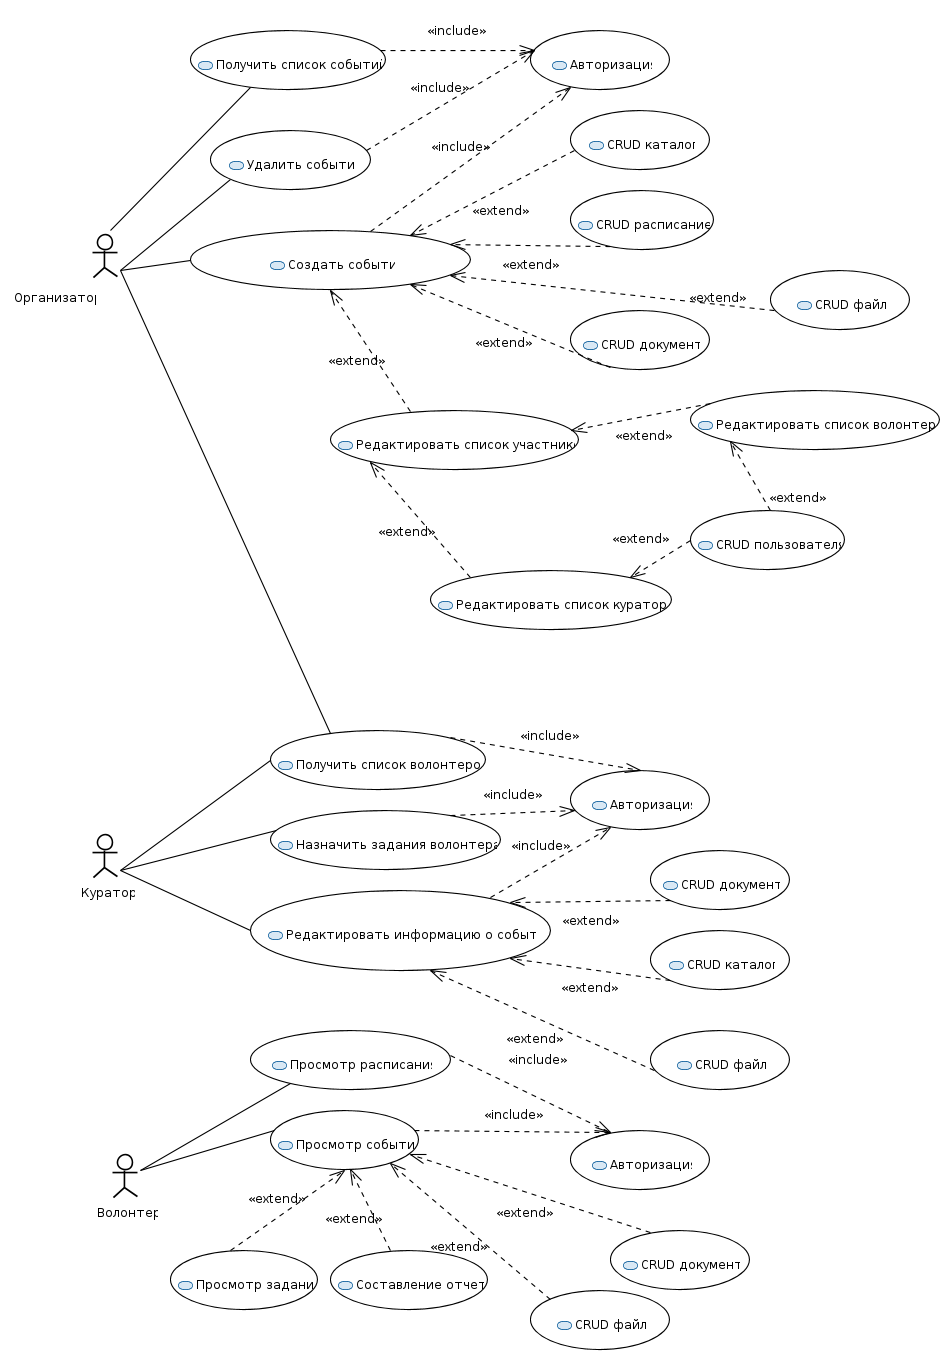 «include»
Получить список событи
Авторизаци
«include»
«include»
CRUD каталог
Удалить событи
«extend»
CRUD расписание
Создать событи
«extend»
Организатор
«extend»
CRUD файл
«extend»
CRUD документ
«extend»
Редактировать список волонтер
«extend»
Редактировать список участник
«extend»
«extend»
«extend»
CRUD пользовател
Редактировать список куратор
«include»
Получить список волонтеро
«include»
Авторизаци
Назначить задания волонтера
«include»
Куратор
CRUD документ
«extend»
Редактировать информацию о событ
CRUD каталог
«extend»
«extend»
«include»
Просмотр расписани
CRUD файл
«include»
Просмотр событи
Авторизаци
Волонтер
«extend»
«extend»
«extend»
«extend»
CRUD документ
Просмотр задани
Составление отчет
CRUD файл